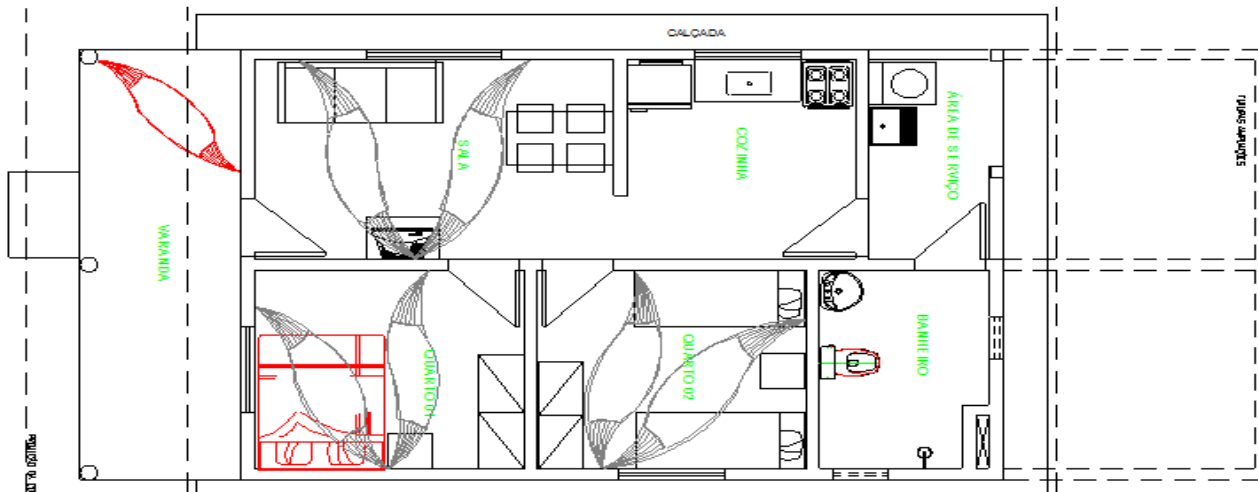 CALÇADA
SALA
COZINHA
ÁREA DE SERVIÇO
VARANDA
QUARTO 01
QUARTO 02
BANHEIRO